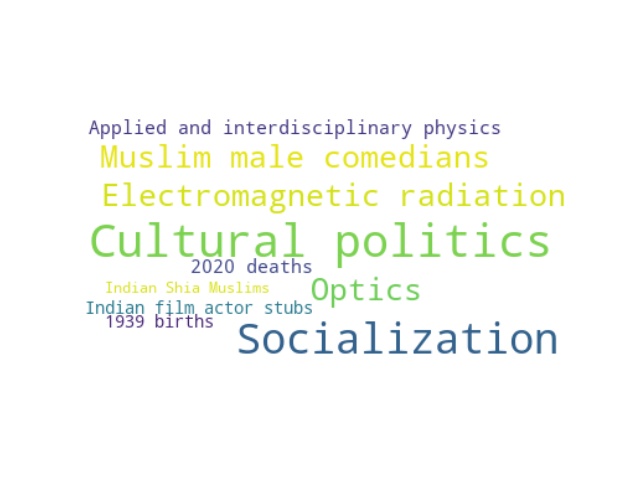 Applied and interdisciplinary physics
Muslim male comedians
Electromagnetic radiation
Cultural politics
2020 deaths
Indian Shia Muslims
Optics
Indian film actor stubs
1939 births
Socialization